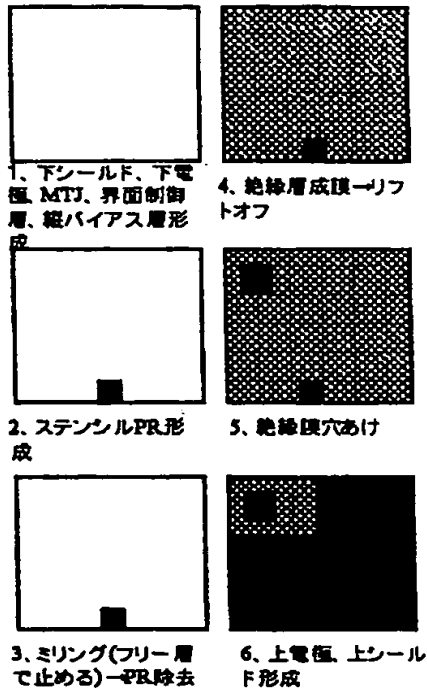 1、下シールド、下電
極、MTJ、界面制御
層、縦バイアス層形
成
2、ステンシルPR形
成
3、ミリング(フリー層
で止める)→PR除去
4、絶縁層成膜→リフ
トオフ
5、絶縁膜穴あけ
6、上電極、上シール
ド形成